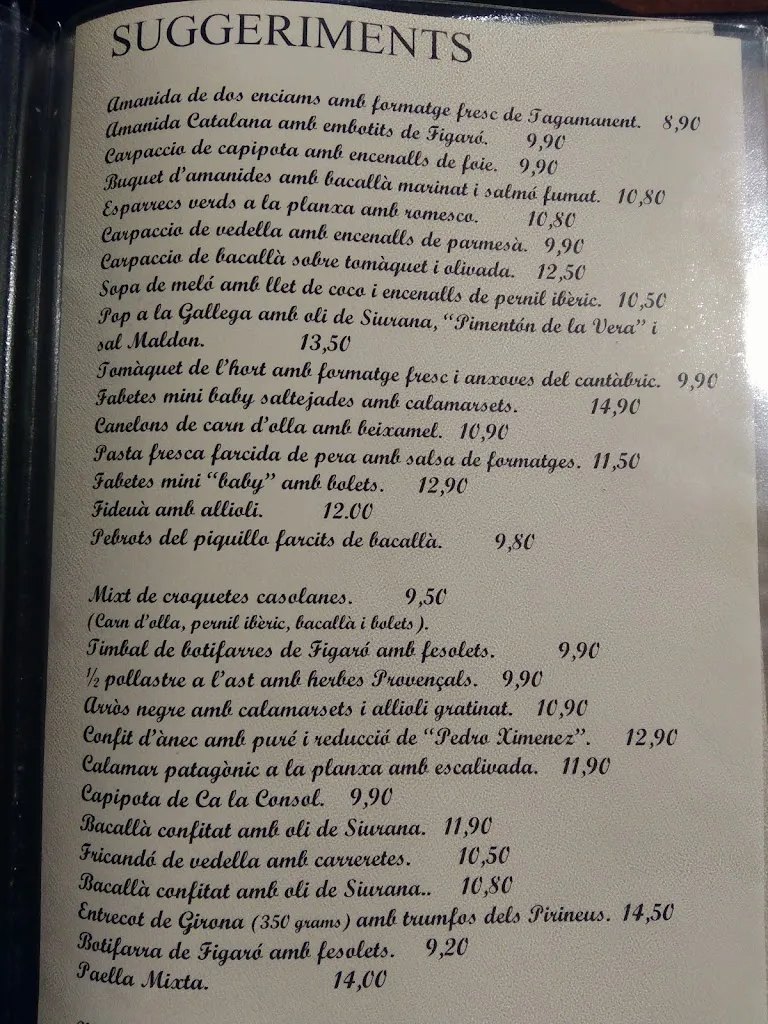 SUGGERIMENTS
Amanida de dos enciams amb formatge fresc de Tagamanent. 8,90
Amanida Catalana amb embotits de Figaró. 9,90
Carpaccio de capipota amb encenalls de foie. 9,90
Buquet d'amanides amb bacallà marinat i salmó fumat. 10,80
Esparrecs verds a la planxa amb romesco. 10,80
Carpaccio de vedella amb encenalls de parmesà. 9,90
Carpaccio de bacallà sobre tomàquet i olivada. 12,50
Sopa de meló amb llet de coco i encenalls de pernil ibèric. 10,50
Pop a la Gallega amb oli de Siurana, "Pimentón de la Vera" i
sal Maldon. 13,50
Tomàquet de l'hort amb formatge fresc i anxoves del cantàbric. 9,90
Fabetes mini baby saltejades amb calamarsets. 14,90
Canelons de carn d'olla amb beixamel. 10,90
Pasta fresca farcida de pera amb salsa de formatges. 11,50
Fabetes mini "baby" amb bolets. 12,90
Fideuà amb allioli. 12.00
Pebrots del piquillo farcits de bacallà. 9,80
Mixt de croquetes casolanes. 9,50
(Carn d'olla, pernil ibèric, bacallà i bolets).
Timbal de botifarres de Figaró amb fesolets. 9,90
½ pollastre a l'ast amb herbes Provençals. 9,90
Arròs negre amb calamarsets i allioli gratinat. 10,90
Confit d'ànec amb puré i reducció de "Pedro Ximenez". 12,90
Calamar patagònic a la planxa amb escalivada. 11,90
Capipota de Ca la Consol. 9,90
Bacallà confitat amb oli de Siurana. 11,90
Fricandó de vedella amb carreretes. 10,50
Bacallà confitat amb oli de Siurana.. 10,80
Entrecot de Girona (350 grams) amb trumfos dels Pirineus. 14,50
Botifarra de Figaró amb fesolets. 9,20
Paella Mixta. 14,00